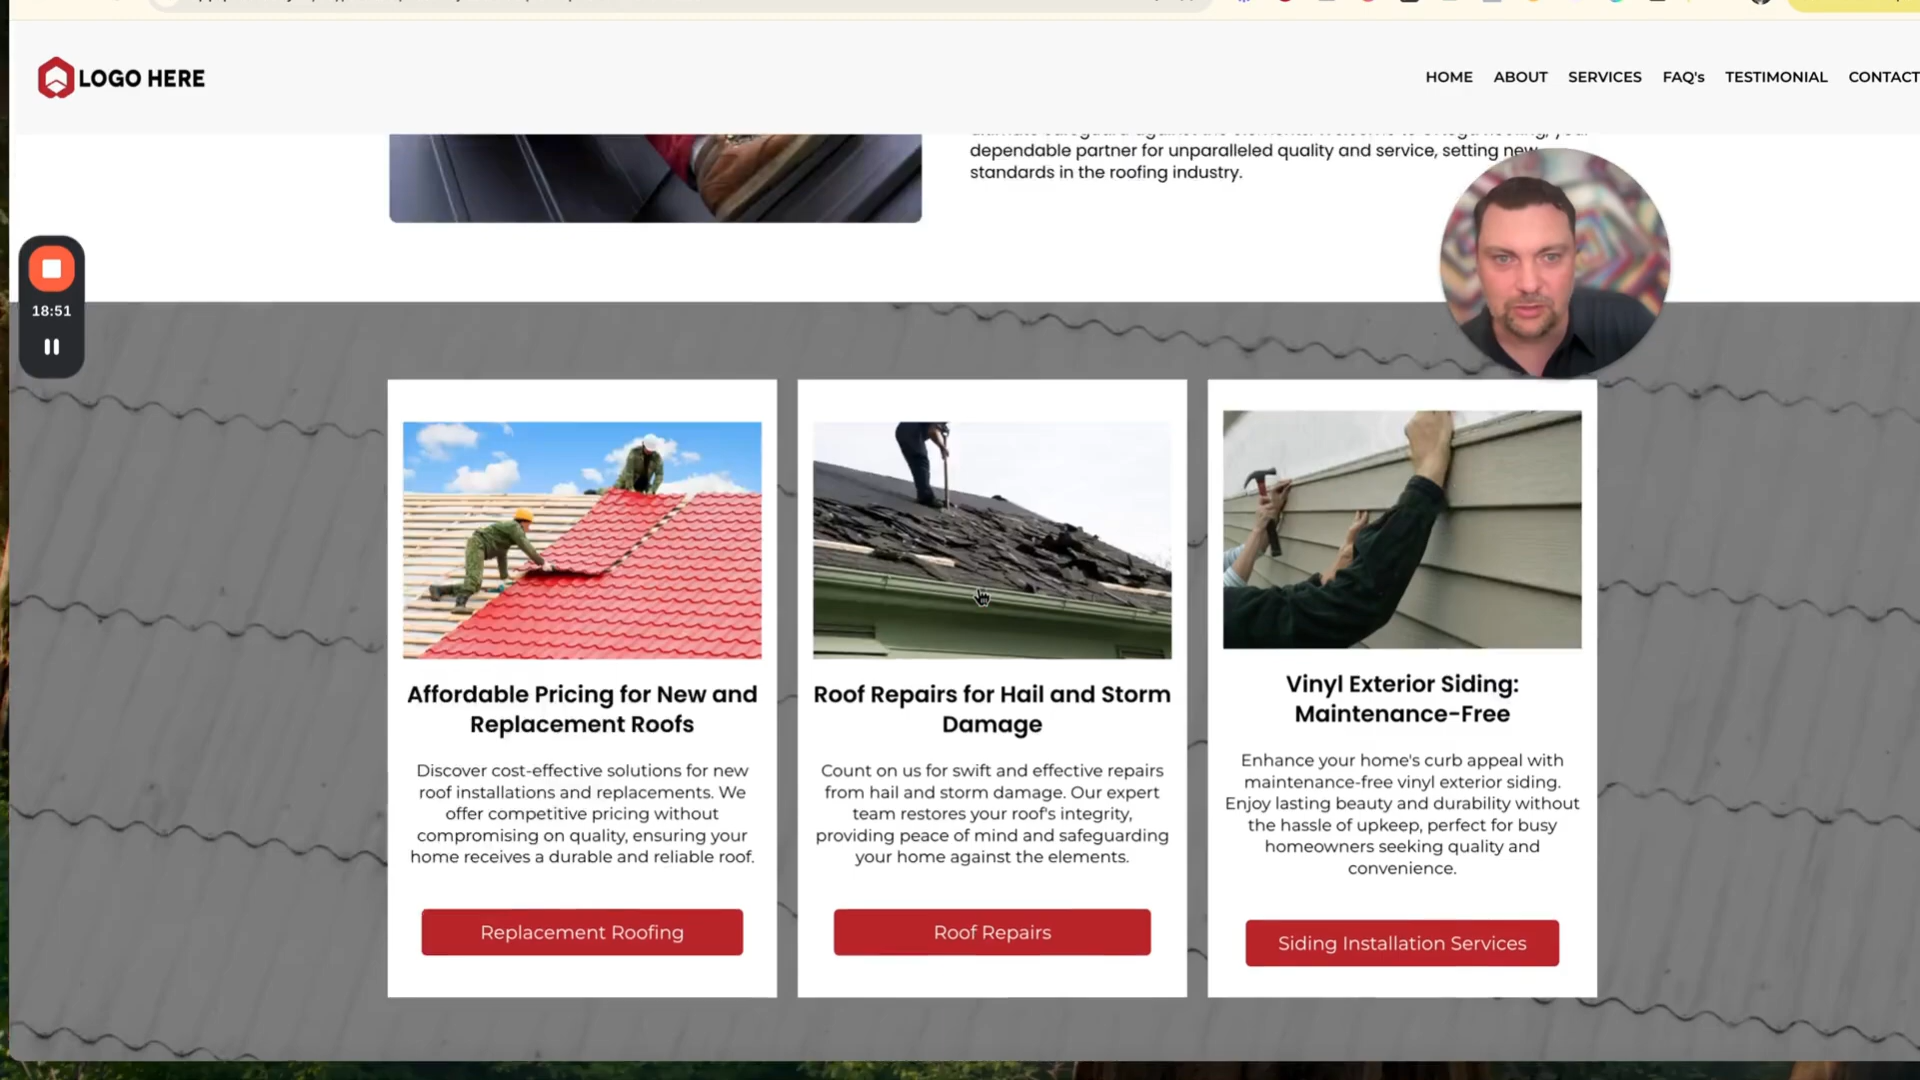 LOGO HERE
HOME ABOUT SERVICES FAQ's TESTIMONIAL CONTACT
dependable partner for unparalleled quality and service, setting new
standards in the roofing industry.
18:51
Affordable Pricing for New and
Replacement Roofs
Discover cost-effective solutions for new
roof installations and replacements. We
offer competitive pricing without
compromising on quality, ensuring your
home receives a durable and reliable roof.
Replacement Roofing
Roof Repairs for Hail and Storm
Damage
Count on us for swift and effective repairs
from hail and storm damage. Our expert
team restores your roof's integrity,
providing peace of mind and safeguarding
your home against the elements.
Roof Repairs
Vinyl Exterior Siding:
Maintenance-Free
Enhance your home's curb appeal with
maintenance-free vinyl exterior siding.
Enjoy lasting beauty and durability without
the hassle of upkeep, perfect for busy
homeowners seeking quality and
convenience.
Siding Installation Services